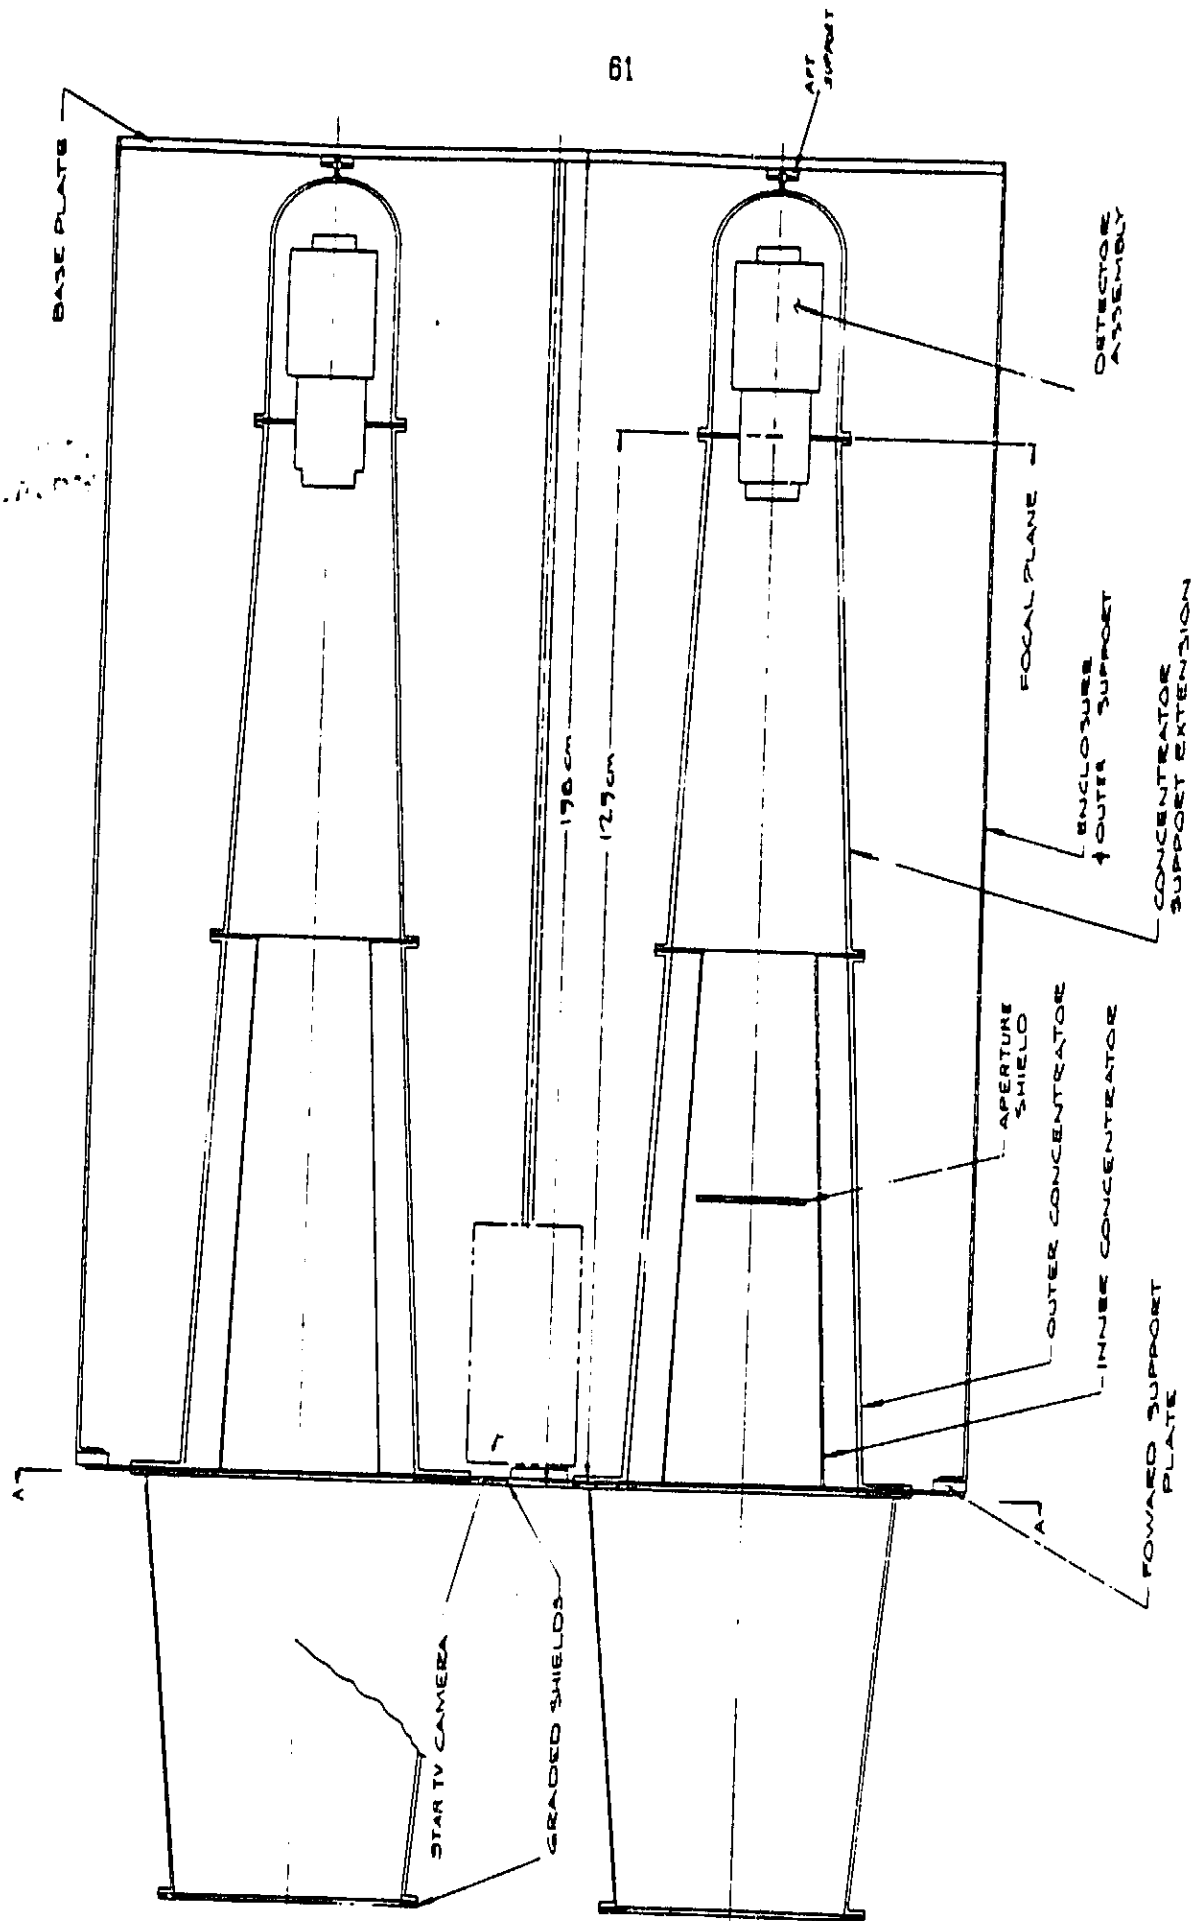 61
BASE PLATE
AFT
SUPPORT
DETECTOR
ASSEMBLY
FOCAL PLANE
190 cm
129 cm
ENCLOSURE
& OUTER SUPPORT
CONCENTRATOR
SUPPORT EXTENSION
APERTURE
SHIELD
OUTER CONCENTRATOR
INNER CONCENTRATOR
FOWARD SUPPORT
PLATE
A
A
STAR TV CAMERA
GRADED SHIELDS